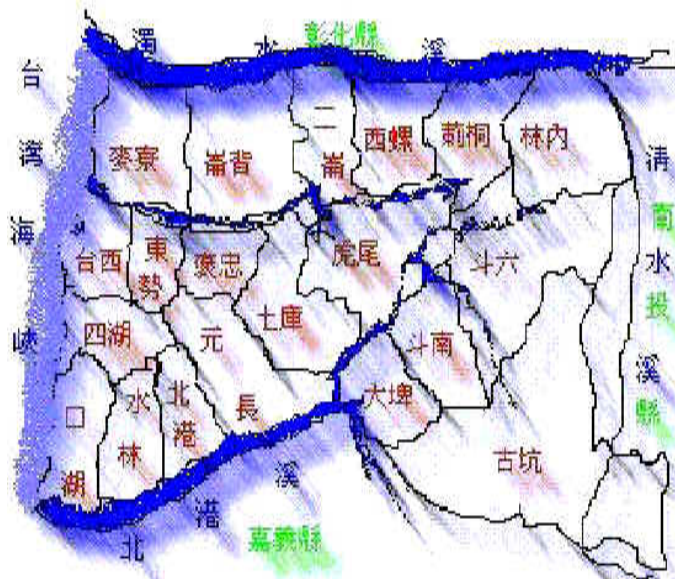 彰化縣
濁水溪
台灣海峽
麥寮
崙背
二崙
西螺
莿桐
林內
清水溪
南投縣
台西
東勢
褒忠
虎尾
斗六
土庫
四湖
元長
斗南
口湖
水林
北港
大埤
古坑
北港溪
嘉義縣